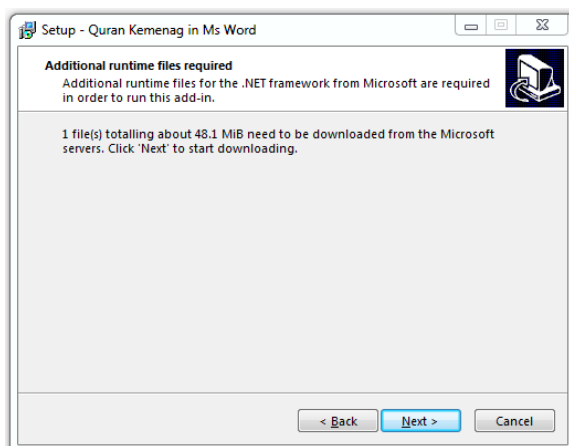 Setup - Quran Kemenag in Ms Word
Additional runtime files required
Additional runtime files for the .NET framework from Microsoft are required
in order to run this add-in.
1 file(s) totalling about 48.1 MiB need to be downloaded from the Microsoft
servers. Click 'Next' to start downloading.
< Back
Next >
Cancel